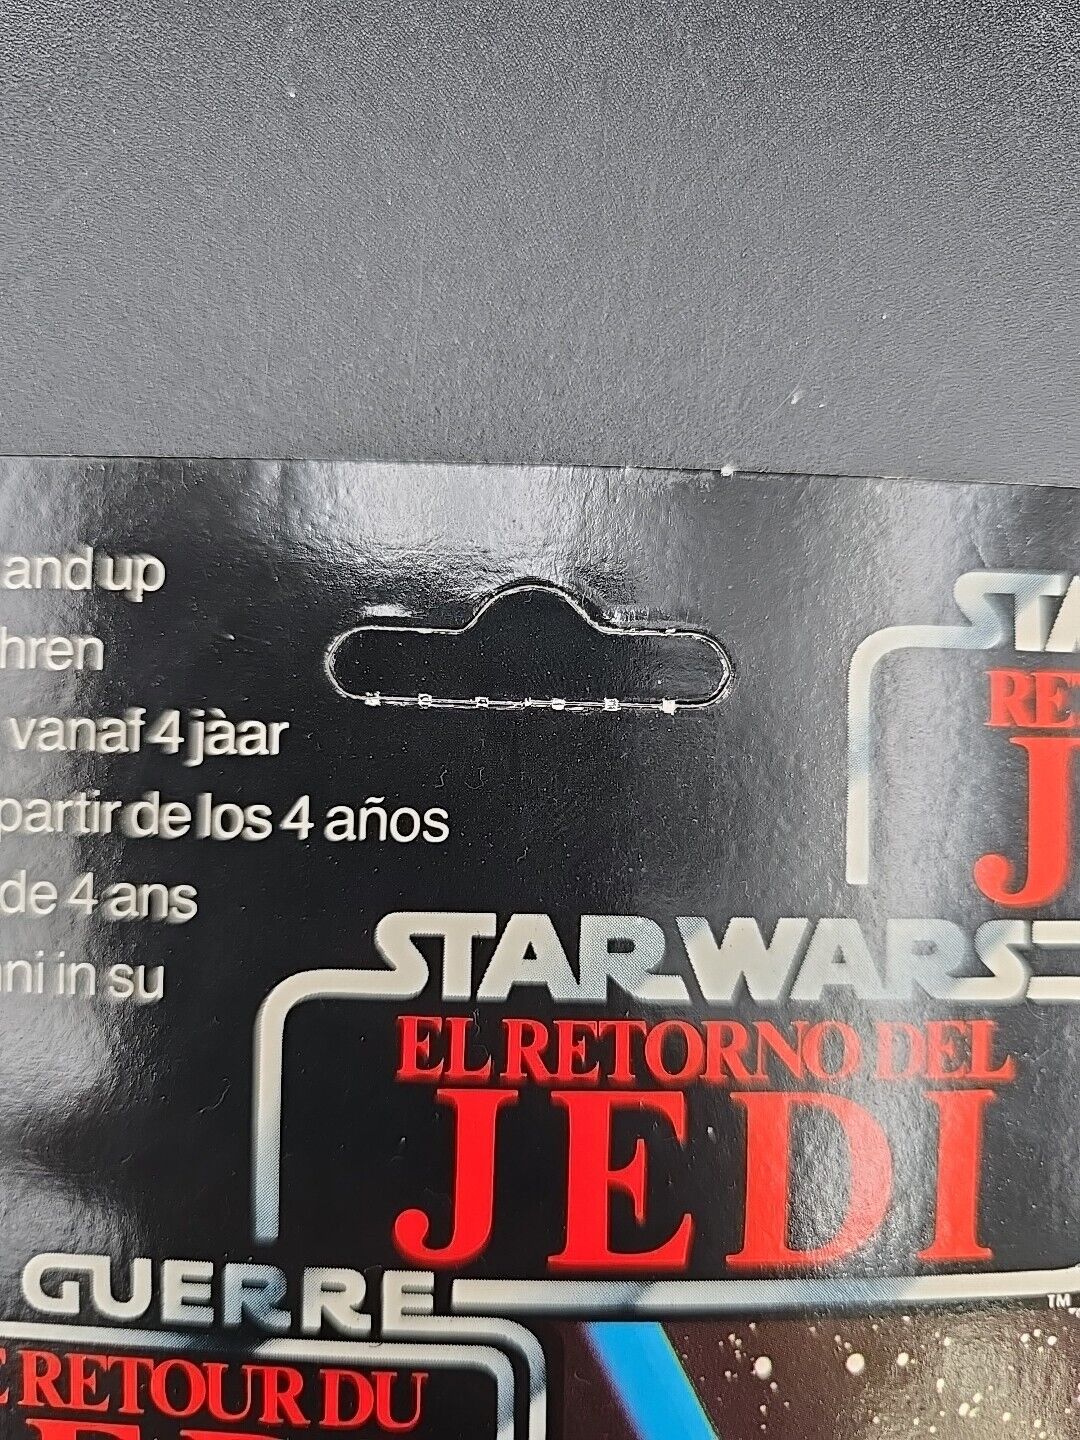 and up
hren
vanaf 4 jàar
partir de los 4 años
de 4 ans
ni in su
STAR WARS
EL RETORNO DEL
JEDI
GUERRE
RETOUR DU
TM